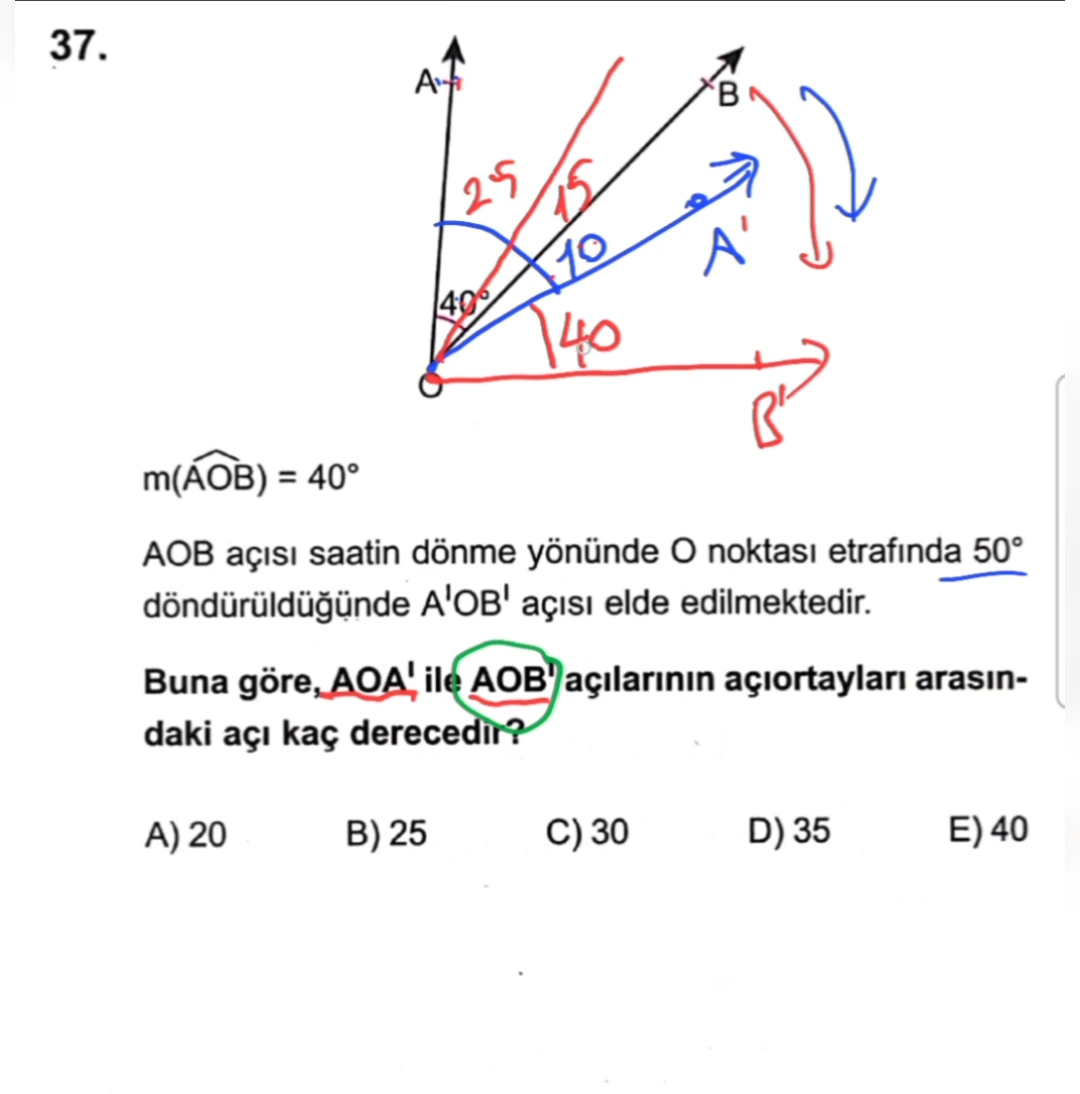 37.
A
B
25
15
10
A'
40°
40
O
B'
m(AOB) = 40°
AOB açısı saatin dönme yönünde O noktası etrafında 50°
döndürüldüğünde A'OB' açısı elde edilmektedir.
Buna göre, AOA' ile AOB' açılarının açıortayları arasın-
daki açı kaç derecedir?
A) 20 B) 25 C) 30 D) 35 E) 40